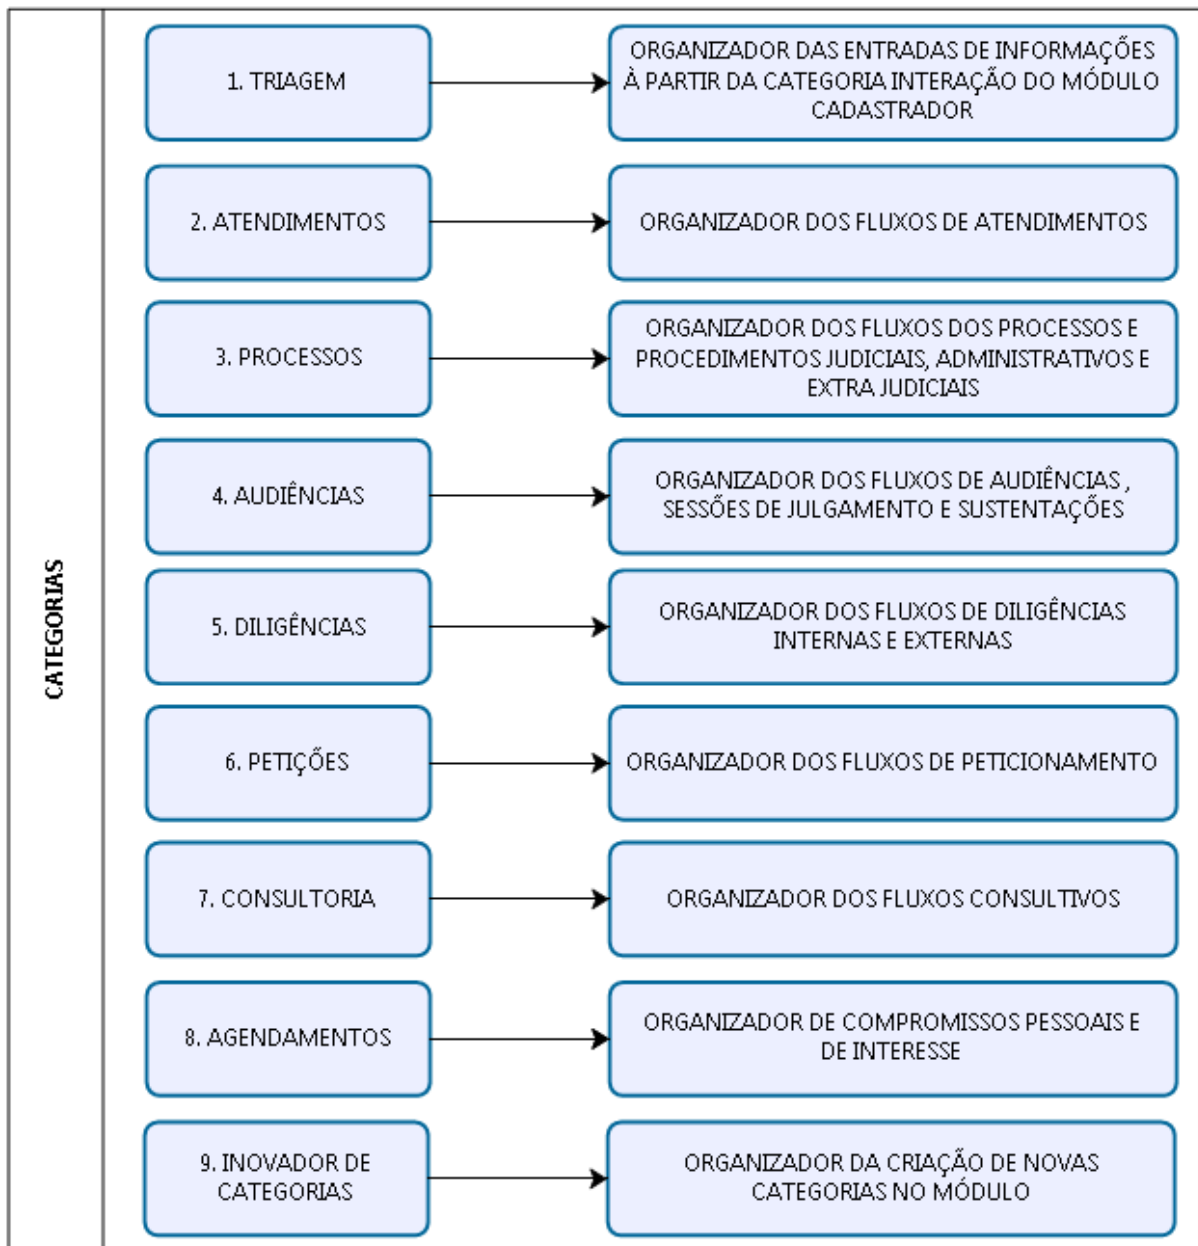 CATEGORIAS
1. TRIAGEM
ORGANIZADOR DAS ENTRADAS DE INFORMAÇÕES
À PARTIR DA CATEGORIA INTERAÇÃO DO MÓDULO
CADASTRADOR
2. ATENDIMENTOS
ORGANIZADOR DOS FLUXOS DE ATENDIMENTOS
3. PROCESSOS
ORGANIZADOR DOS FLUXOS DOS PROCESSOS E
PROCEDIMENTOS JUDICIAIS, ADMINISTRATIVOS E
EXTRA JUDICIAIS
4. AUDIÊNCIAS
ORGANIZADOR DOS FLUXOS DE AUDIÊNCIAS ,
SESSÕES DE JULGAMENTO E SUSTENTAÇÕES
5. DILIGÊNCIAS
ORGANIZADOR DOS FLUXOS DE DILIGÊNCIAS
INTERNAS E EXTERNAS
6. PETIÇÕES
ORGANIZADOR DOS FLUXOS DE PETICIONAMENTO
7. CONSULTORIA
ORGANIZADOR DOS FLUXOS CONSULTIVOS
8. AGENDAMENTOS
ORGANIZADOR DE COMPROMISSOS PESSOAIS E
DE INTERESSE
9. INOVADOR DE
CATEGORIAS
ORGANIZADOR DA CRIAÇÃO DE NOVAS
CATEGORIAS NO MÓDULO